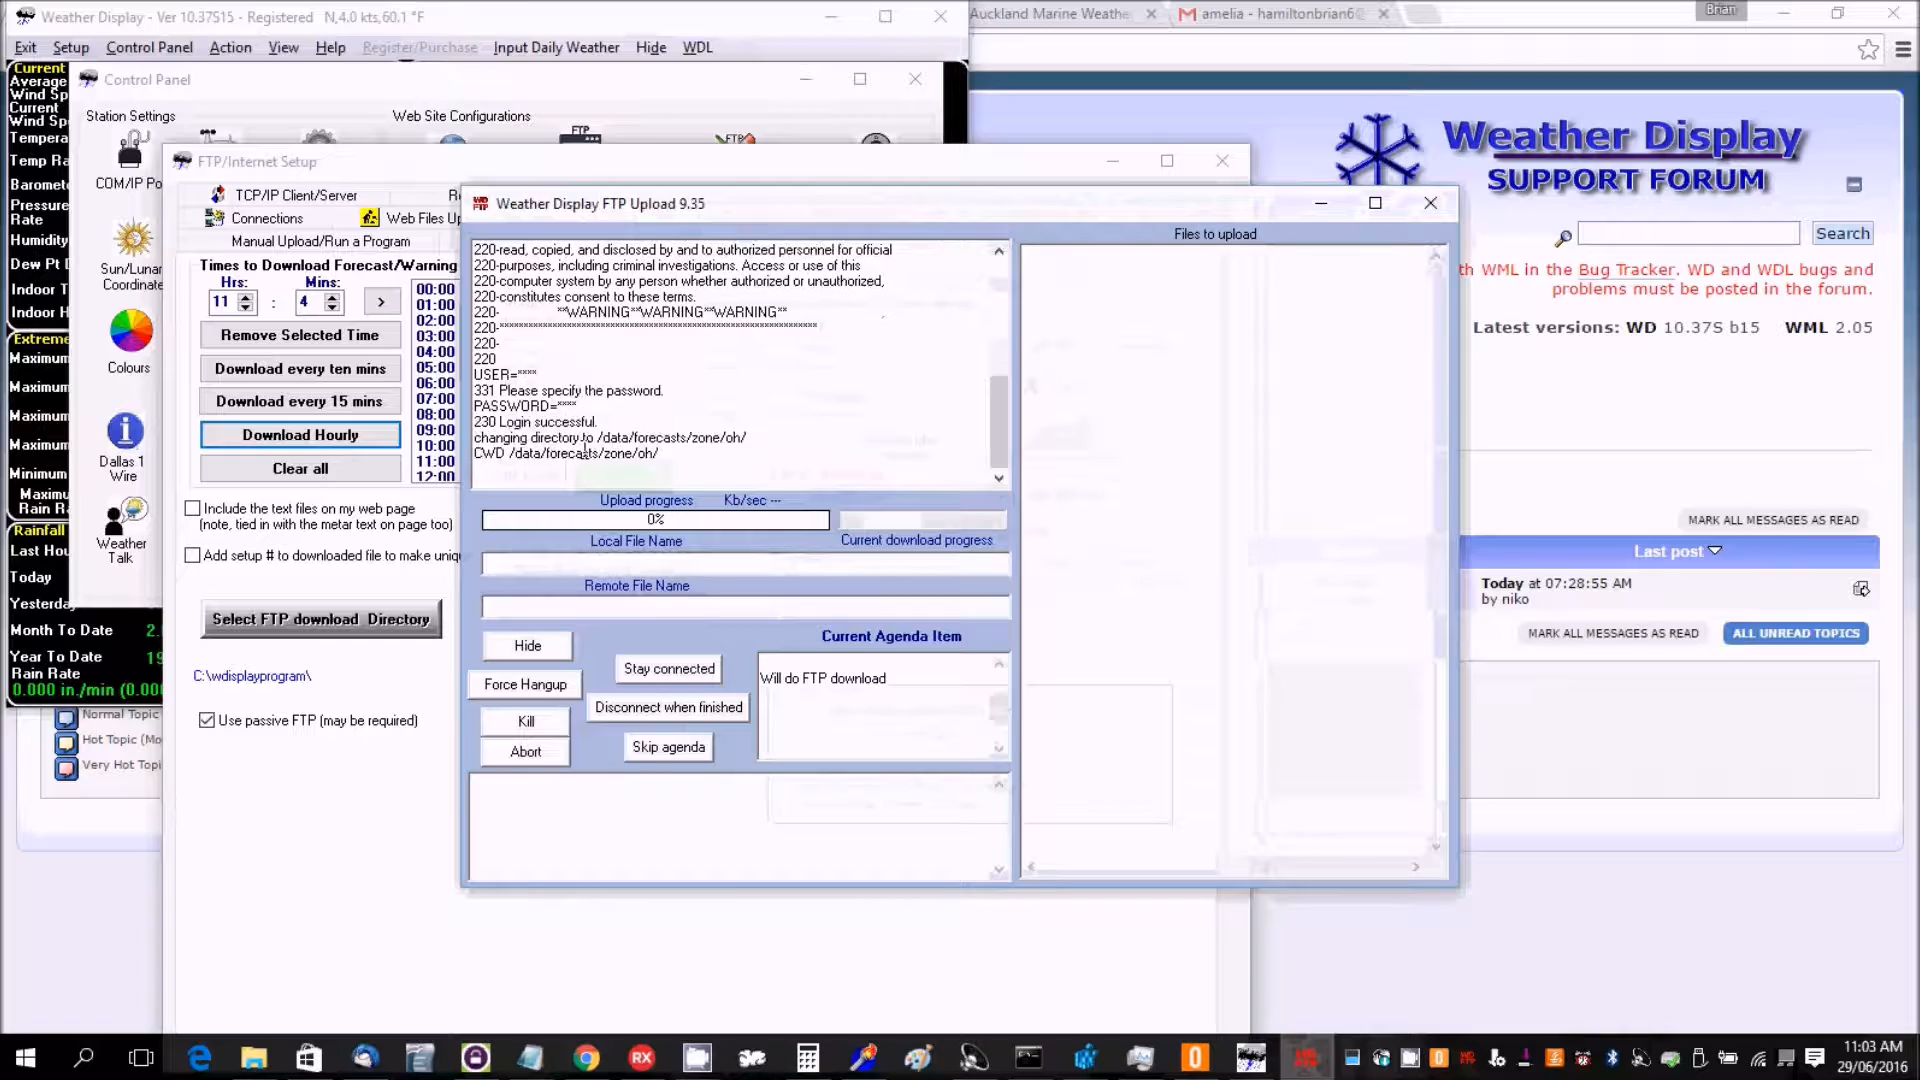 Weather Display - Ver 10.37S15 - Registered N,4.0 kts,60.1 °F
Auckland Marine Weathe
amelia - hamiltonbrian6@
Brian
Exit Setup Control Panel Action View Help Register/Purchase Input Daily Weather Hide WDL
Current
Average
Wind Sp
Current
Wind Sp
Tempera
Temp Ra
Baromete
Pressure
Rate
Humidity
Dew Pt D
Indoor T
Indoor H
Extreme
Maximum
Maximum
Maximum
Maximum
Minimum
Maximu
Rain R
Rainfall
Last Hou
Today
Yesterday
Month To Date 2.
Year To Date 19
Rain Rate
0.000 in./min (0.000
Control Panel
Station Settings
Web Site Configurations
FTP
FTP
COM/IP Po
Sun/Lunar
Coordinate
Colours
Dallas 1
Wire
Weather
Talk
FTP/Internet Setup
TCP/IP Client/Server
Connections
Web Files Up
Manual Upload/Run a Program
Times to Download Forecast/Warning
Hrs: Mins:
11 : 4 >
Remove Selected Time
Download every ten mins
Download every 15 mins
Download Hourly
Clear all
00:00
01:00
02:00
03:00
04:00
05:00
06:00
07:00
08:00
09:00
10:00
11:00
12:00
Include the text files on my web page
(note, tied in with the metar text on page too)
Add setup # to downloaded file to make uniq
Select FTP download Directory
C:\wdisplayprogram\
Use passive FTP (may be required)
Weather Display FTP Upload 9.35
220-read, copied, and disclosed by and to authorized personnel for official
220-purposes, including criminal investigations. Access or use of this
220-computer system by any person whether authorized or unauthorized,
220-constitutes consent to these terms.
220- **WARNING**WARNING**WARNING**
220-******************************************************************
220-
220
USER=****
331 Please specify the password.
PASSWORD=****
230 Login successful.
changing directory to /data/forecasts/zone/oh/
CWD /data/forecasts/zone/oh/
Upload progress Kb/sec ---
0%
Local File Name
Current download progress
Remote File Name
Hide
Force Hangup
Kill
Abort
Stay connected
Disconnect when finished
Skip agenda
Current Agenda Item
Will do FTP download
Files to upload
Weather Display
SUPPORT FORUM
Search
th WML in the Bug Tracker. WD and WDL bugs and
problems must be posted in the forum.
Latest versions: WD 10.37S b15 WML 2.05
MARK ALL MESSAGES AS READ
Last post
Today at 07:28:55 AM
by niko
MARK ALL MESSAGES AS READ
ALL UNREAD TOPICS
Normal Topic
Hot Topic (Mo
Very Hot Topi
11:03 AM
29/06/2016